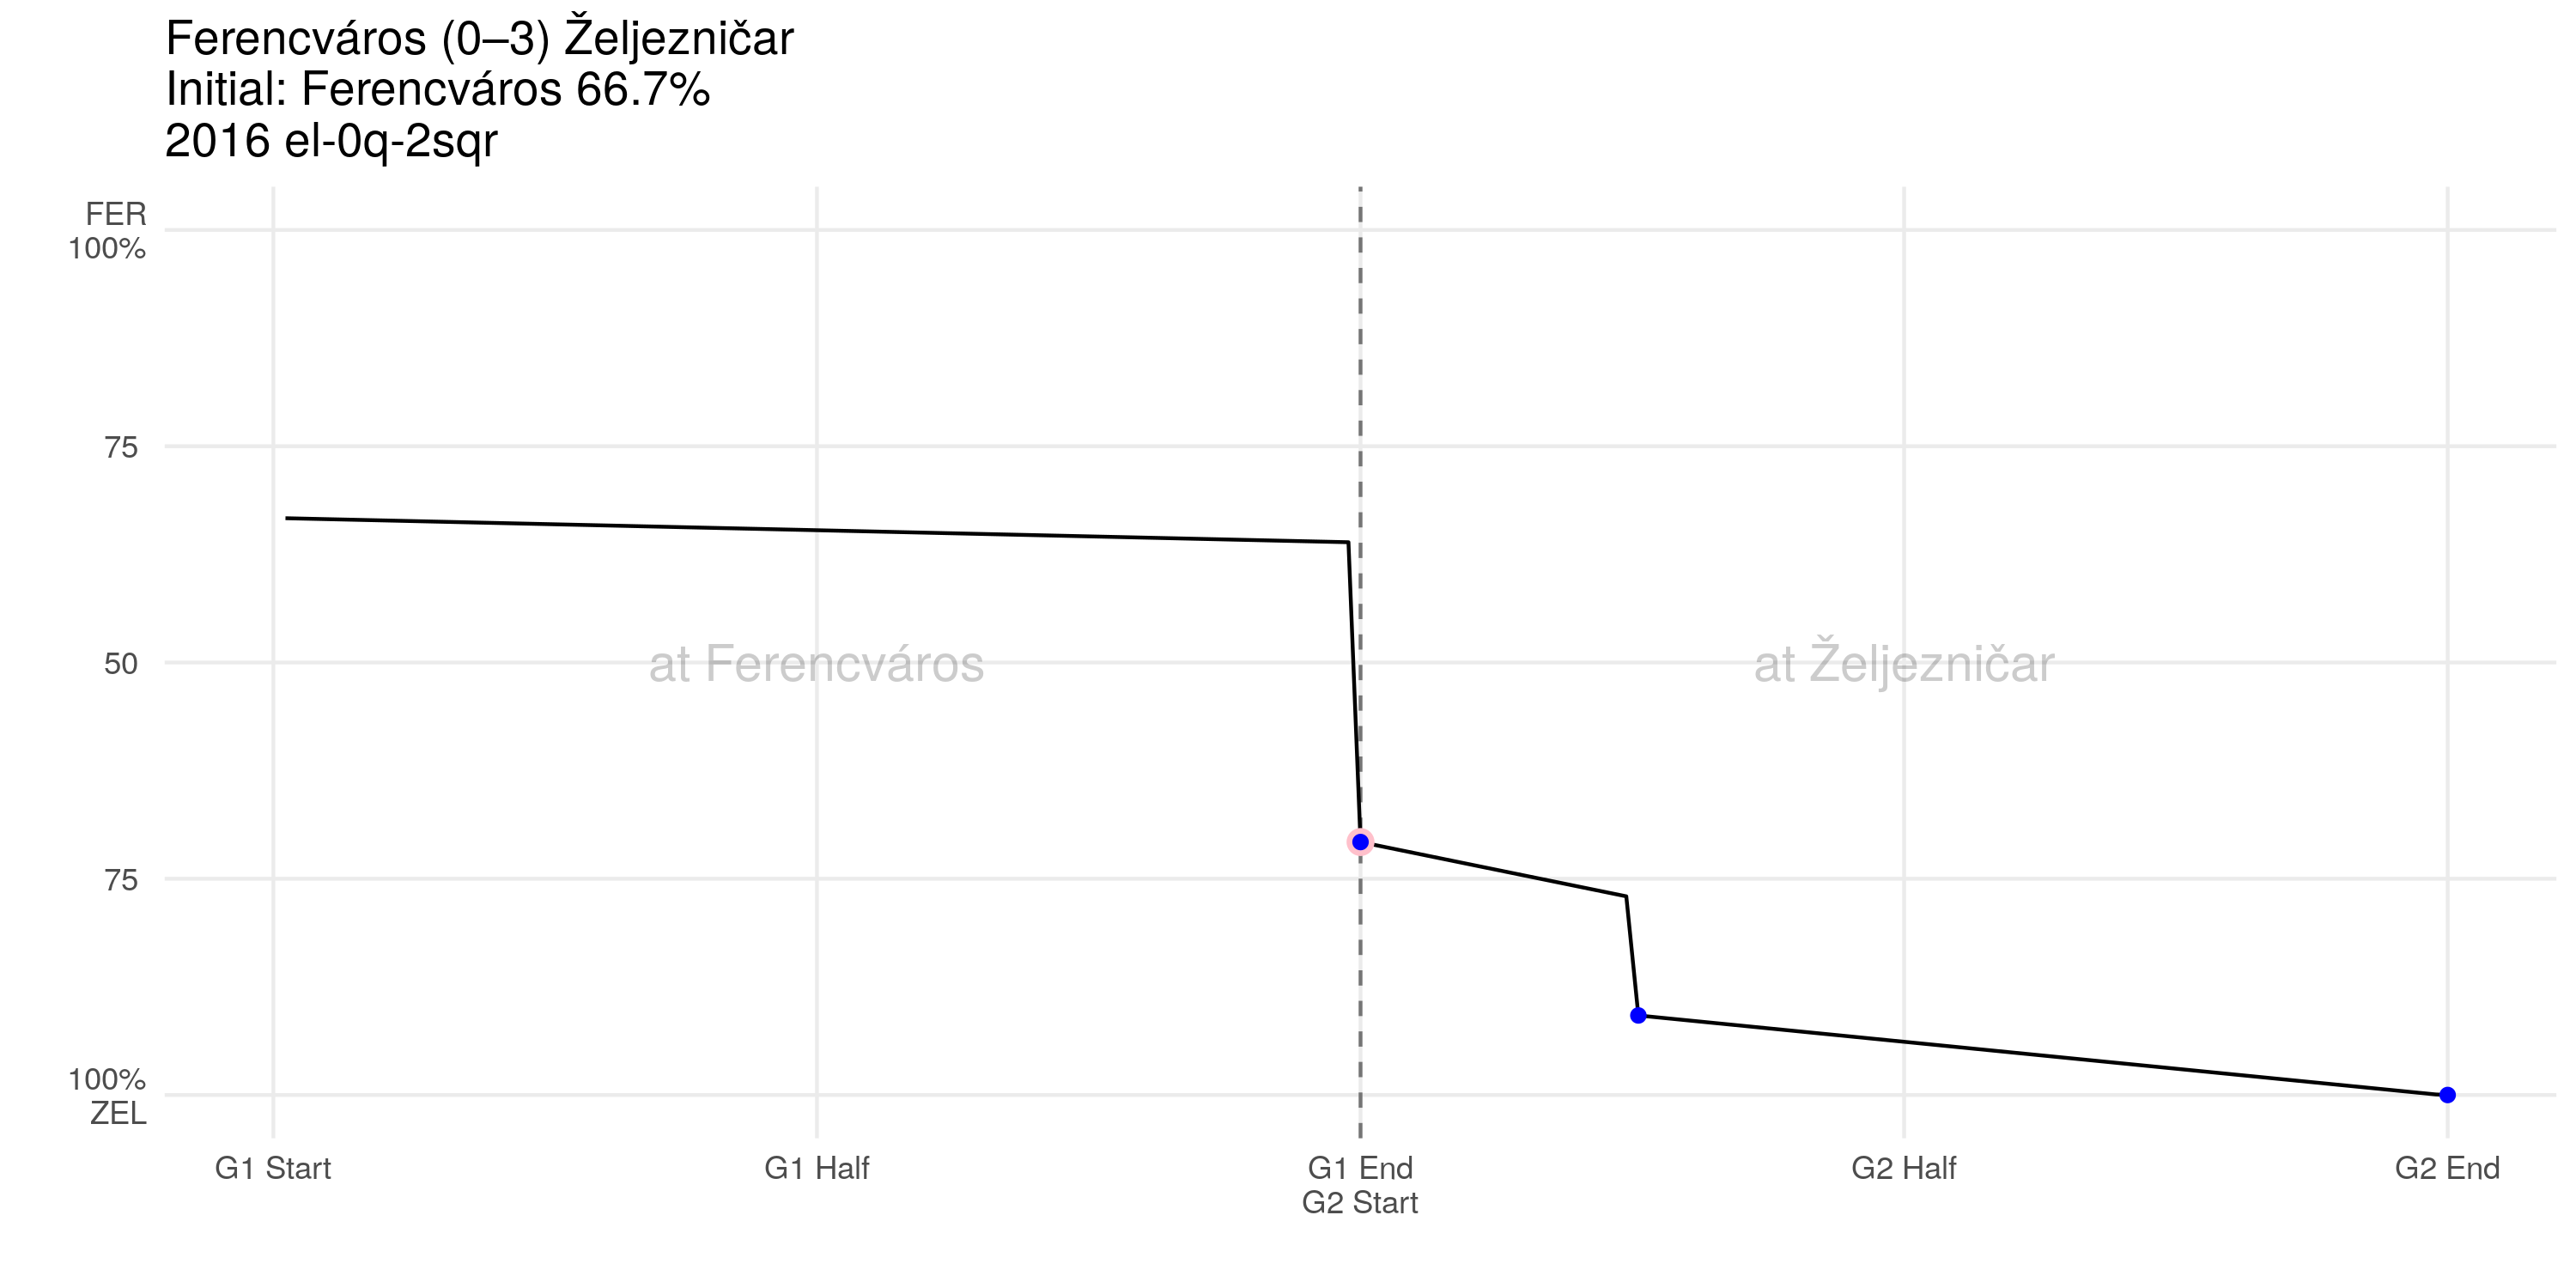 Ferencváros (0–3) Željezničar
Initial: Ferencváros 66.7%
2016 el-0q-2sqr
FER
100%
75
50
75
100%
ZEL
at Ferencváros
at Željezničar
G1 Start
G1 Half
G1 End
G2 Start
G2 Half
G2 End